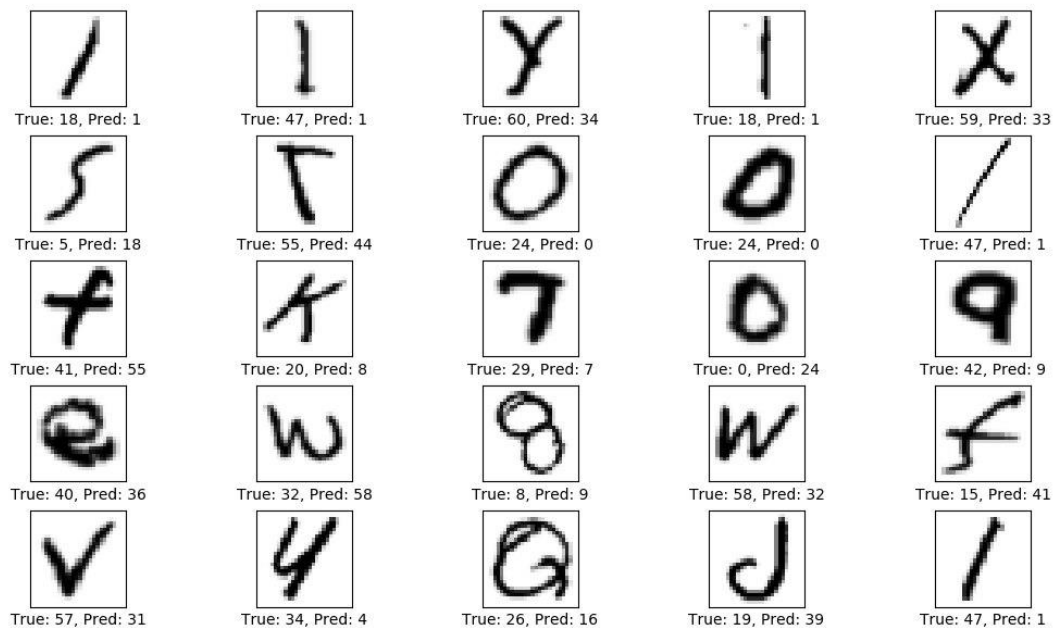 I l y I x
True: 18, Pred: 1 True: 47, Pred: 1 True: 60, Pred: 34 True: 18, Pred: 1 True: 59, Pred: 33
5 T O O l
True: 5, Pred: 18 True: 55, Pred: 44 True: 24, Pred: 0 True: 24, Pred: 0 True: 47, Pred: 1
f K T 0 9
True: 41, Pred: 55 True: 20, Pred: 8 True: 29, Pred: 7 True: 0, Pred: 24 True: 42, Pred: 9
e W 8 w F
True: 40, Pred: 36 True: 32, Pred: 58 True: 8, Pred: 9 True: 58, Pred: 32 True: 15, Pred: 41
v Y Q J l
True: 57, Pred: 31 True: 34, Pred: 4 True: 26, Pred: 16 True: 19, Pred: 39 True: 47, Pred: 1